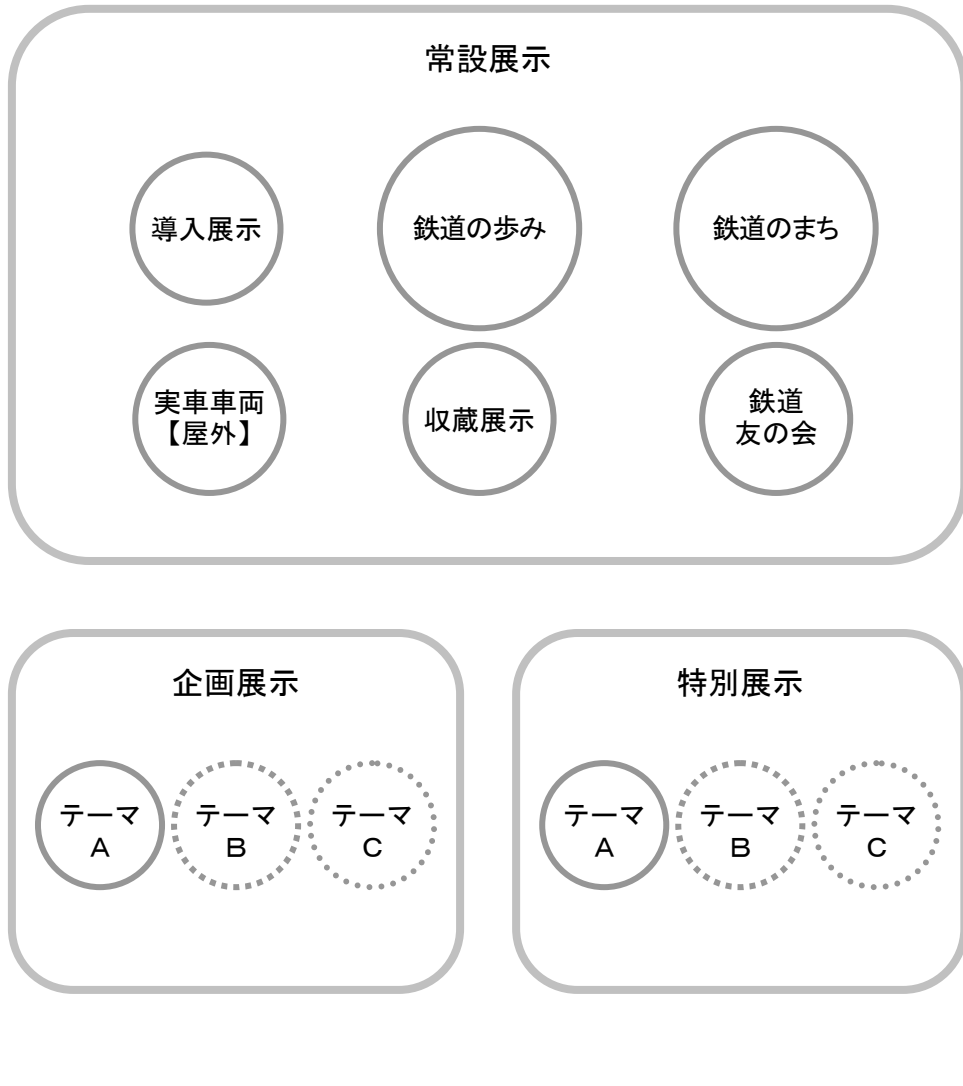 常設展示
導入展示
鉄道の歩み
鉄道のまち
実車車両
【屋外】
収蔵展示
鉄道
友の会
企画展示
テーマ
A
テーマ
B
テーマ
C
特別展示
テーマ
A
テーマ
B
テーマ
C